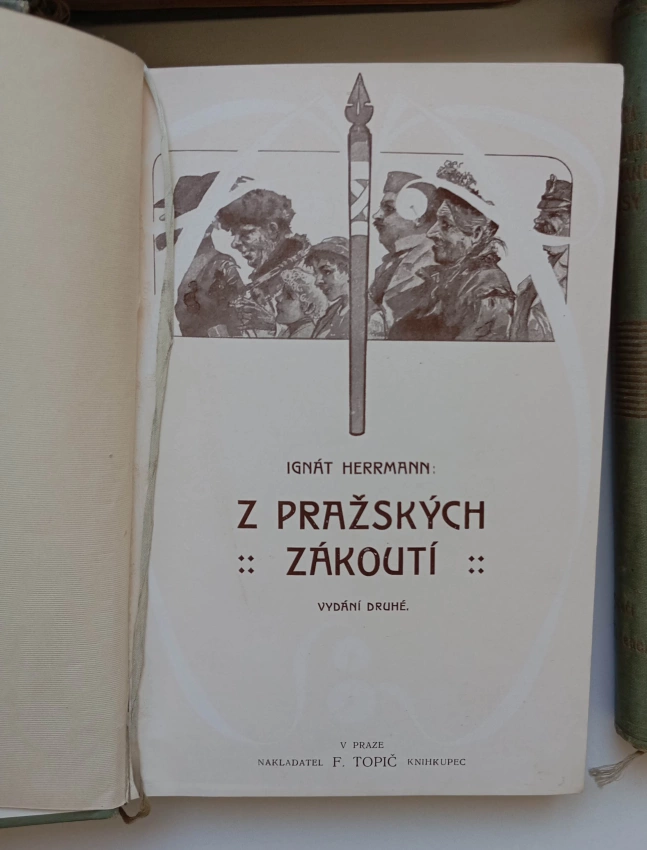 IGNÁT HERRMANN:
Z PRAŽSKÝCH
:: ZÁKOUTÍ ::
VYDÁNÍ DRUHÉ.
V PRAZE
NAKLADATEL F. TOPIČ KNIHKUPEC